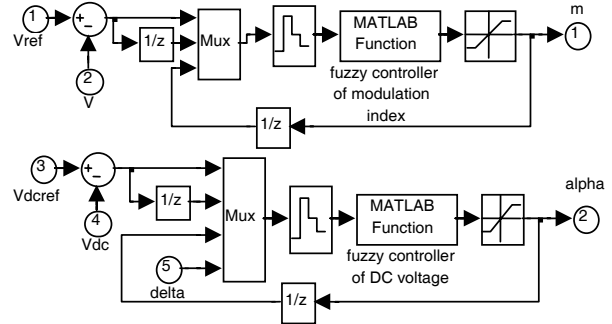 1
Vref
+
−
2
V
1/z
Mux
MATLAB
Function
fuzzy controller
of modulation
index
m
1
1/z
3
Vdcref
+
−
4
Vdc
1/z
5
delta
Mux
MATLAB
Function
fuzzy controller
of DC voltage
alpha
2
1/z